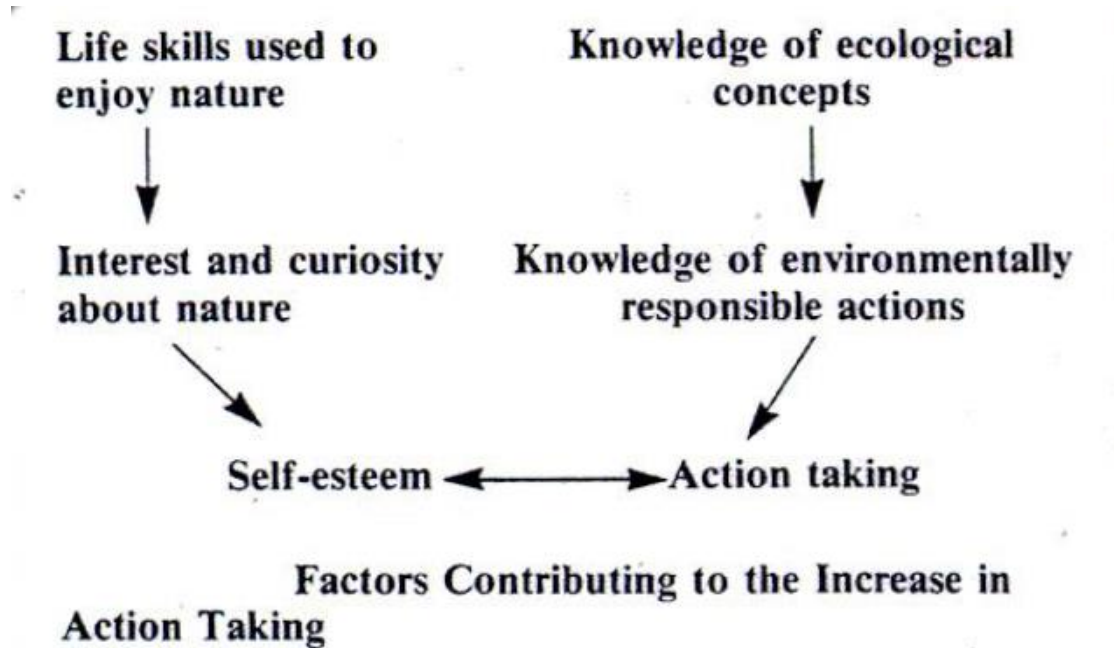 Life skills used to
enjoy nature
Knowledge of ecological
concepts
Interest and curiosity
about nature
Knowledge of environmentally
responsible actions
Self-esteem
Action taking
Factors Contributing to the Increase in
Action Taking